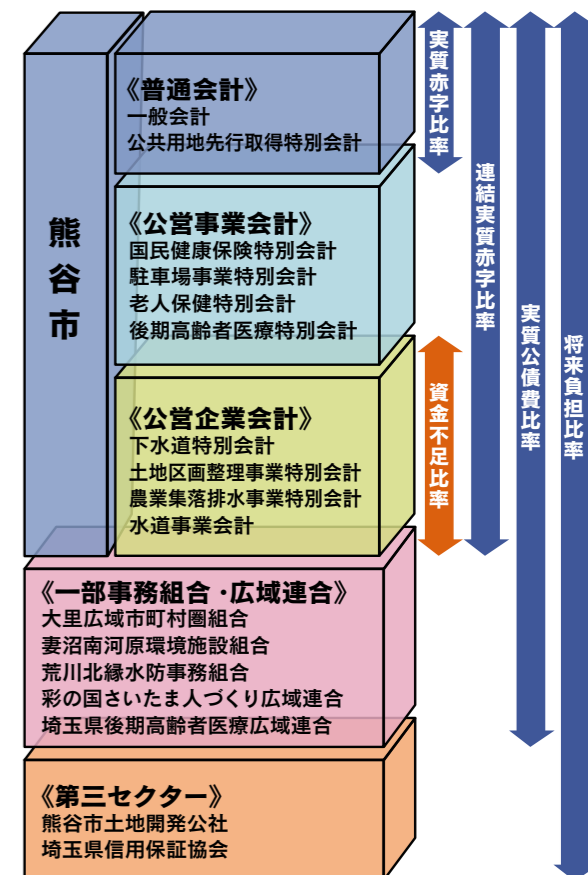 熊谷市
《普通会計》
一般会計
公共用地先行取得特別会計
《公営事業会計》
国民健康保険特別会計
駐車場事業特別会計
老人保健特別会計
後期高齢者医療特別会計
《公営企業会計》
下水道特別会計
土地区画整理事業特別会計
農業集落排水事業特別会計
水道事業会計
《一部事務組合・広域連合》
大里広域市町村圏組合
妻沼南河原環境施設組合
荒川北縁水防事務組合
彩の国さいたま人づくり広域連合
埼玉県後期高齢者医療広域連合
《第三セクター》
熊谷市土地開発公社
埼玉県信用保証協会
実質赤字比率
資金不足比率
連結実質赤字比率
実質公債費比率
将来負担比率